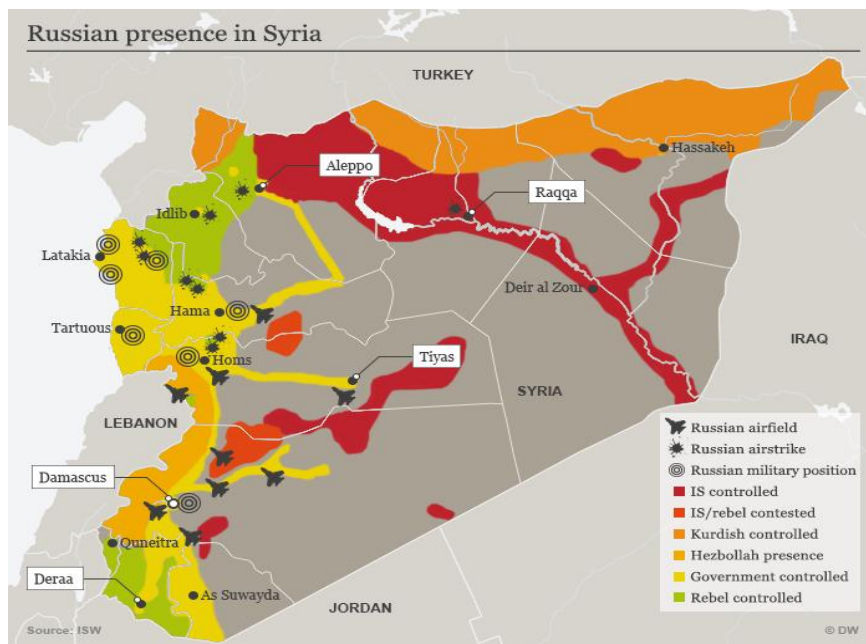 Russian presence in Syria
TURKEY
Hassakeh
Aleppo
Raqqa
Idlib
Latakia
Deir al Zour
Hama
Tartuous
Homs
Tiyas
IRAQ
SYRIA
LEBANON
Damascus
Quneitra
Deraa
As Suwayda
JORDAN
Russian airfield
Russian airstrike
Russian military position
IS controlled
IS/rebel contested
Kurdish controlled
Hezbollah presence
Government controlled
Rebel controlled
Source: ISW
© DW